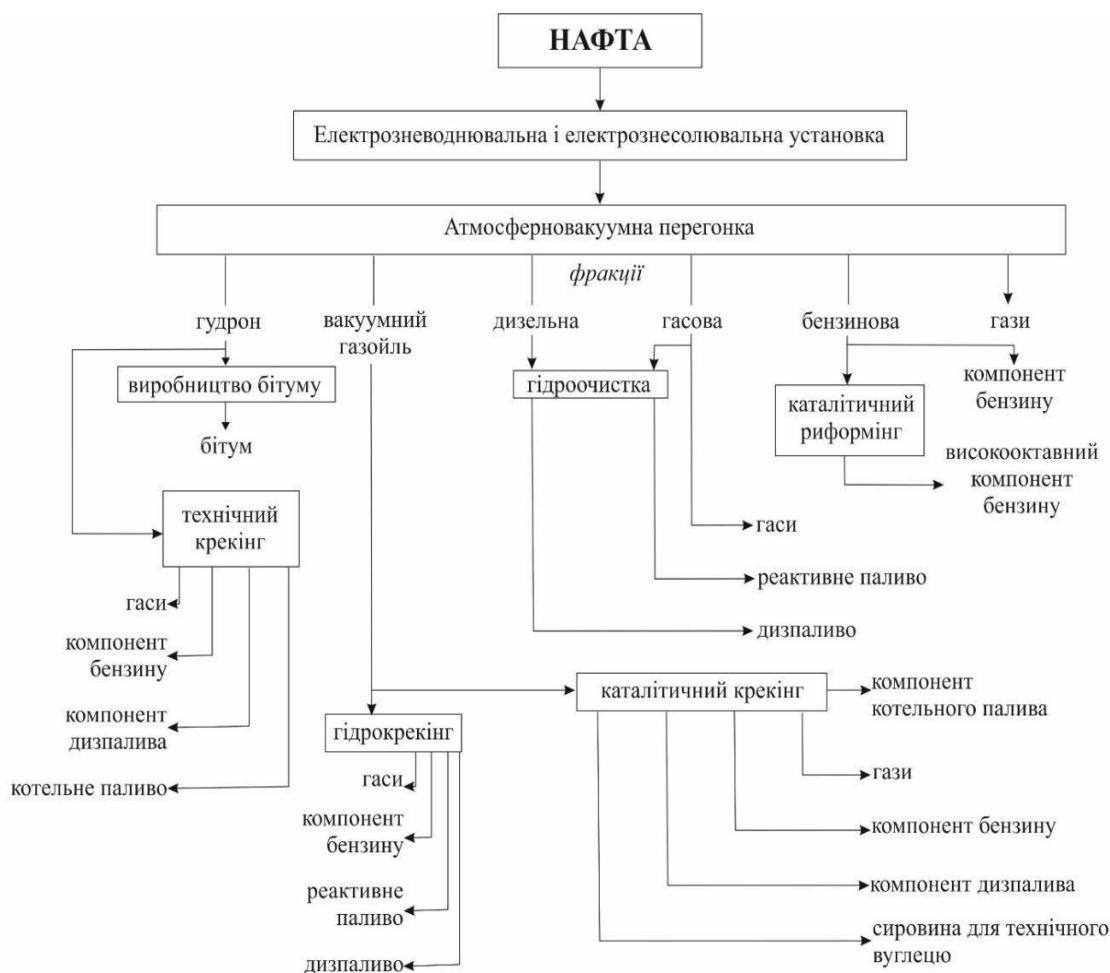 НАФТА
Електрозневоднювальна і електрознесолювальна установка
Атмосферновакуумна перегонка
фракції
гудрон
вакуумний
газойль
дизельна
гасова
бензинова
гази
виробництво бітуму
бітум
гідроочистка
каталітичний
риформінг
компонент
бензину
високооктавний
компонент
бензину
технічний
крекінг
гаси
компонент
бензину
компонент
дизпалива
котельне паливо
гаси
реактивне паливо
дизпаливо
гідрокрекінг
гаси
компонент
бензину
реактивне
паливо
дизпаливо
каталітичний крекінг
компонент
котельного палива
гази
компонент бензину
компонент дизпалива
сировина для технічного
вуглецю